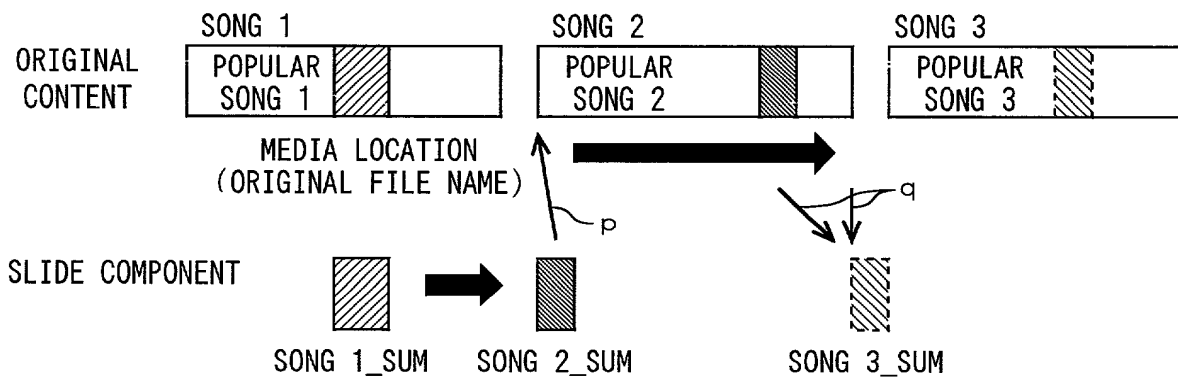 SONG 1
SONG 2
SONG 3
ORIGINAL
CONTENT
POPULAR
SONG 1
POPULAR
SONG 2
POPULAR
SONG 3
MEDIA LOCATION
(ORIGINAL FILE NAME)
p
q
SLIDE COMPONENT
SONG 1_SUM
SONG 2_SUM
SONG 3_SUM